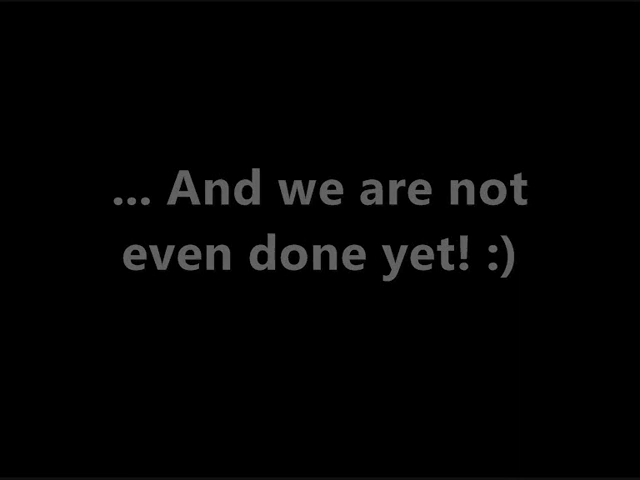 ... And we are not
even done yet! :)